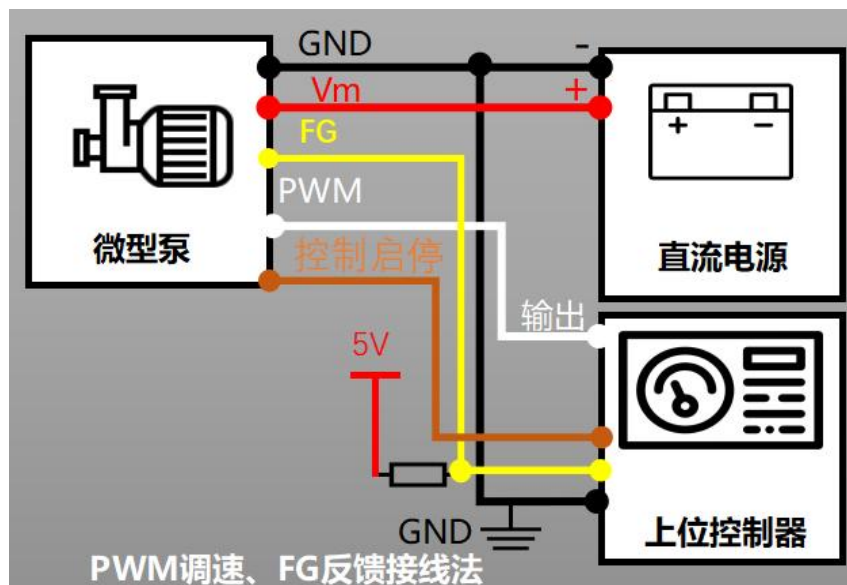 GND
-
Vm
+
FG
PWM
+ -
微型泵
控制启停
直流电源
输出
5V
GND
上位控制器
PWM调速、FG反馈接线法